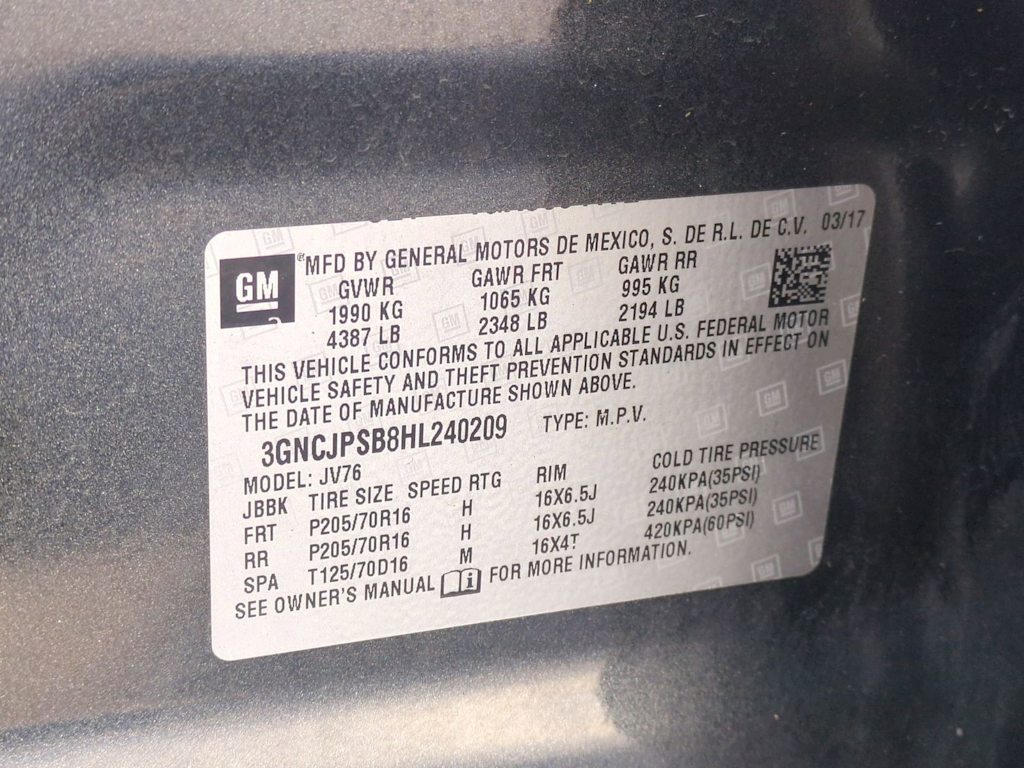 GM
®MFD BY GENERAL MOTORS DE MEXICO, S. DE R.L. DE C.V. 03/17
GVWR GAWR FRT GAWR RR
1990 KG 1065 KG 995 KG
4387 LB 2348 LB 2194 LB
THIS VEHICLE CONFORMS TO ALL APPLICABLE U.S. FEDERAL MOTOR
VEHICLE SAFETY AND THEFT PREVENTION STANDARDS IN EFFECT ON
THE DATE OF MANUFACTURE SHOWN ABOVE.
3GNCJPSB8HL240209 TYPE: M.P.V.
MODEL: JV76
JBBK TIRE SIZE SPEED RTG RIM COLD TIRE PRESSURE
FRT P205/70R16 H 16X6.5J 240KPA(35PSI)
RR P205/70R16 H 16X6.5J 240KPA(35PSI)
SPA T125/70D16 M 16X4T 420KPA(60PSI)
SEE OWNER'S MANUAL i FOR MORE INFORMATION.